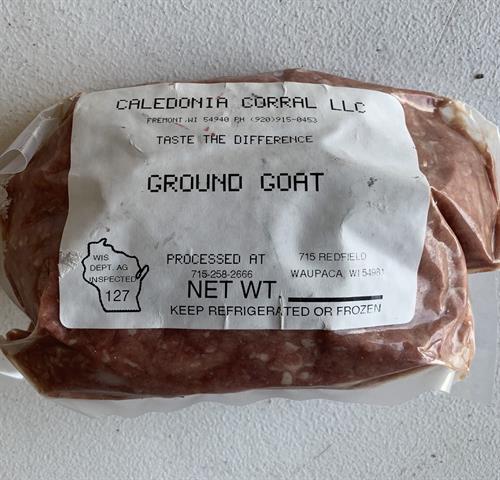 CALEDONIA CORRAL LLC
FREMONT, WI 54940 PH (920)915-0453
TASTE THE DIFFERENCE
GROUND GOAT
WIS
DEPT. AG
INSPECTED
127
PROCESSED AT
715-258-2666
715 REDFIELD
WAUPACA, WI 54981
NET WT.
KEEP REFRIGERATED OR FROZEN